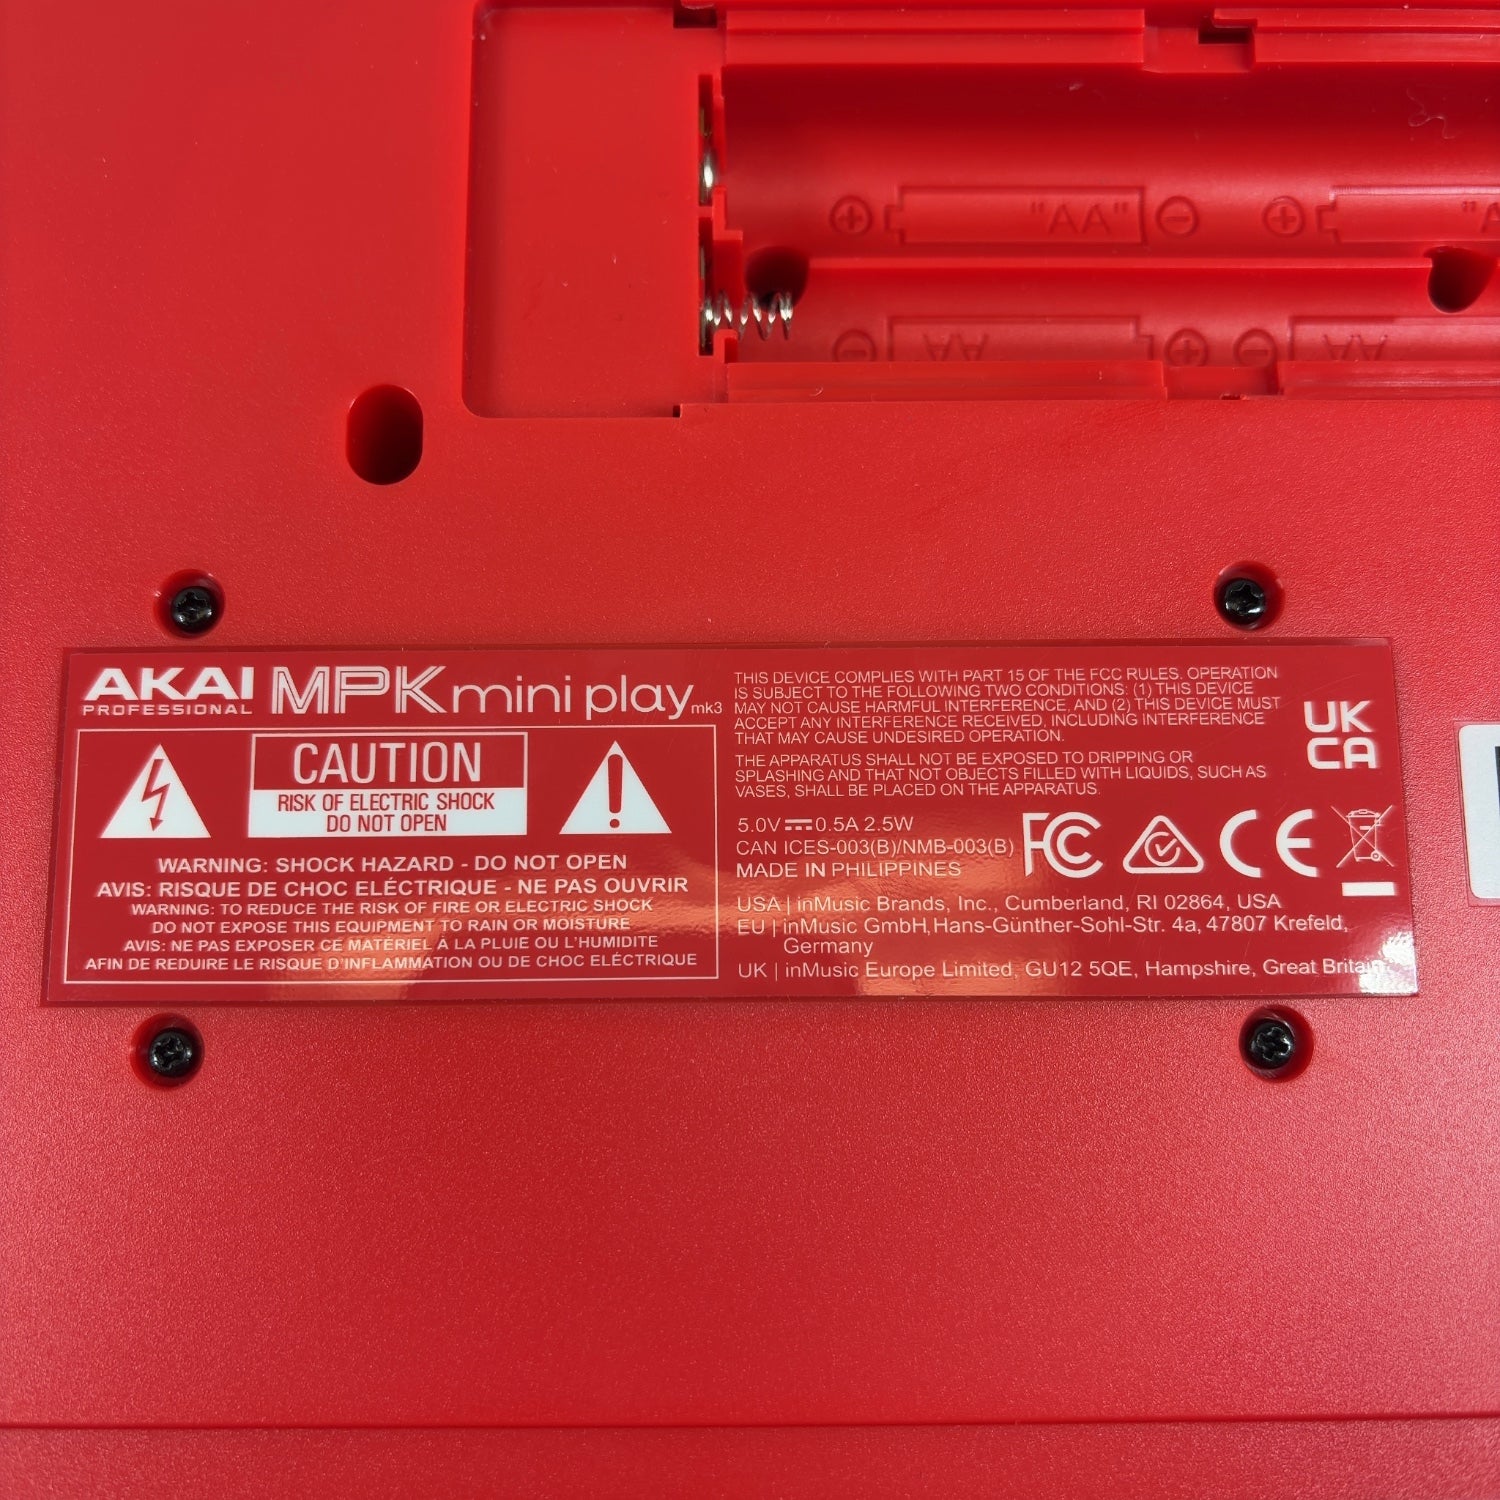 "AA"
"A
AA
AA
AKAI MPK mini play mk3
PROFESSIONAL
CAUTION
RISK OF ELECTRIC SHOCK
DO NOT OPEN
WARNING: SHOCK HAZARD - DO NOT OPEN
AVIS: RISQUE DE CHOC ELÉCTRIQUE - NE PAS OUVRIR
WARNING: TO REDUCE THE RISK OF FIRE OR ELECTRIC SHOCK
DO NOT EXPOSE THIS EQUIPMENT TO RAIN OR MOISTURE
AVIS: NE PAS EXPOSER CE MATÉRIEL À LA PLUIE OU L'HUMIDITE
AFIN DE REDUIRE LE RISQUE D'INFLAMMATION OU DE CHOC ELÉCTRIQUE
THIS DEVICE COMPLIES WITH PART 15 OF THE FCC RULES. OPERATION
IS SUBJECT TO THE FOLLOWING TWO CONDITIONS: (1) THIS DEVICE
MAY NOT CAUSE HARMFUL INTERFERENCE, AND (2) THIS DEVICE MUST
ACCEPT ANY INTERFERENCE RECEIVED, INCLUDING INTERFERENCE
THAT MAY CAUSE UNDESIRED OPERATION.
THE APPARATUS SHALL NOT BE EXPOSED TO DRIPPING OR
SPLASHING AND THAT NOT OBJECTS FILLED WITH LIQUIDS, SUCH AS
VASES, SHALL BE PLACED ON THE APPARATUS.
UK
CA
5.0V 0.5A 2.5W
CAN ICES-003(B)/NMB-003(B)
MADE IN PHILIPPINES
FC CE
USA | inMusic Brands, Inc., Cumberland, RI 02864, USA
EU | inMusic GmbH, Hans-Günther-Sohl-Str. 4a, 47807 Krefeld,
Germany
UK | inMusic Europe Limited, GU12 5QE, Hampshire, Great Britain.